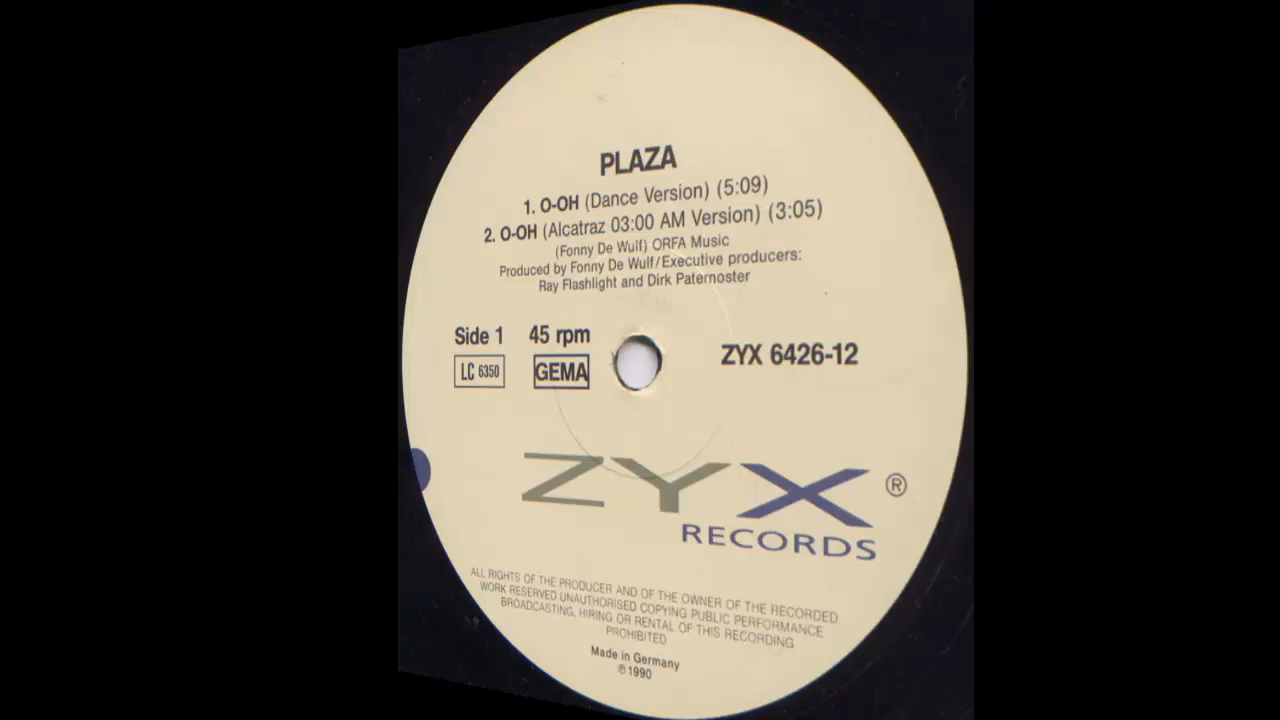 PLAZA
1. O-OH (Dance Version) (5:09)
2. O-OH (Alcatraz 03:00 AM Version) (3:05)
(Fonny De Wulf) ORFA Music
Produced by Fonny De Wulf/Executive producers:
Ray Flashlight and Dirk Paternoster
Side 1 45 rpm
LC 6350 GEMA
ZYX 6426-12
ZYX ®
RECORDS
ALL RIGHTS OF THE PRODUCER AND OF THE OWNER OF THE RECORDED
WORK RESERVED UNAUTHORISED COPYING PUBLIC PERFORMANCE
BROADCASTING, HIRING OR RENTAL OF THIS RECORDING
PROHIBITED
Made in Germany
℗ 1990